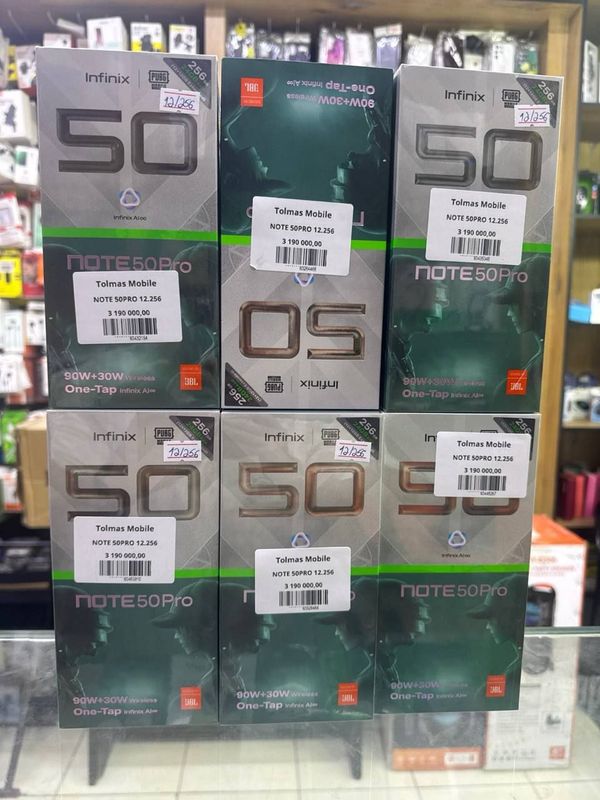 Infinix
PUBG
MOBILE
256
12/256
50
Infinix AI∞
NOTE 50 Pro
Tolmas Mobile
NOTE 50PRO 12.256
3 190 000,00
90W+30W Wireless
One-Tap Infinix AI∞
JBL
JBL
90W+30W Wireless
One-Tap Infinix AI∞
Tolmas Mobile
NOTE 50PRO 12.256
3 190 000,00
50
Infinix
PUBG
256
Infinix
PUBG
256
12/256
50
Tolmas Mobile
NOTE 50PRO 12.256
3 190 000,00
NOTE 50 Pro
90W+30W Wireless
One-Tap Infinix AI∞
JBL
Infinix
PUBG
256
12/256
50
Tolmas Mobile
NOTE 50PRO 12.256
3 190 000,00
NOTE 50 Pro
90W+30W Wireless
One-Tap Infinix AI∞
JBL
Infinix
PUBG
256
12/256
50
Tolmas Mobile
NOTE 50PRO 12.256
3 190 000,00
90W+30W Wireless
One-Tap Infinix AI∞
JBL
256
Tolmas Mobile
NOTE 50PRO 12.256
3 190 000,00
50
Infinix AI∞
NOTE 50 Pro
90W+30W Wireless
One-Tap Infinix AI∞
JBL